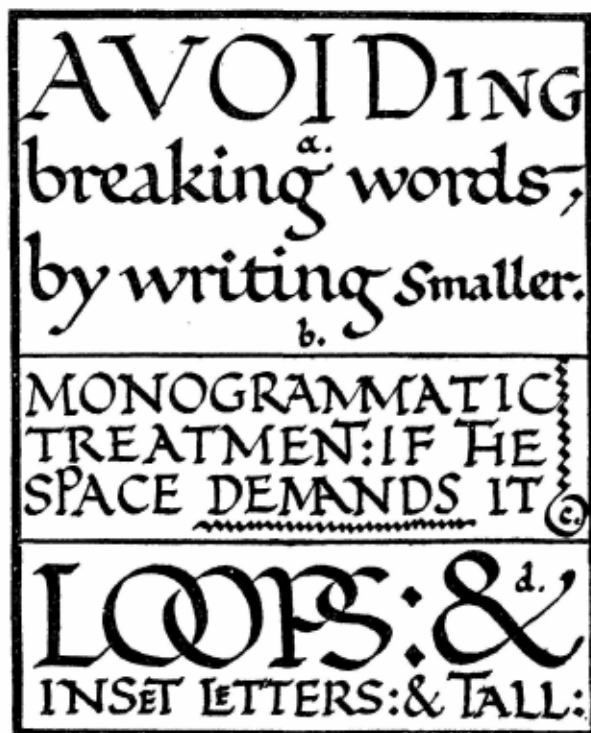 AVOIDING
a.
breaking words,
by writing smaller.
b.
MONOGRAMMATIC
TREATMENT: IF THE
SPACE DEMANDS IT
c.
LOOPS: &
d.
INSET LETTERS: & TALL: